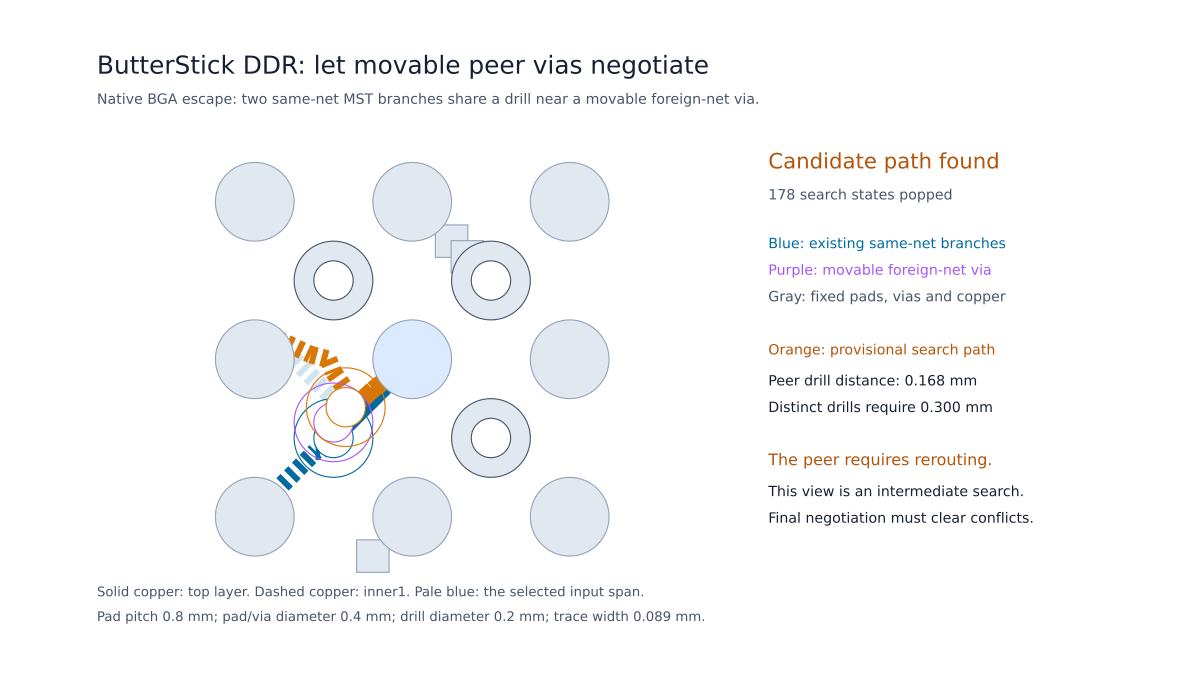 ButterStick DDR: let movable peer vias negotiate
Native BGA escape: two same-net MST branches share a drill near a movable foreign-net via.
Candidate path found
178 search states popped
Blue: existing same-net branches
Purple: movable foreign-net via
Gray: fixed pads, vias and copper
Orange: provisional search path
Peer drill distance: 0.168 mm
Distinct drills require 0.300 mm
The peer requires rerouting.
This view is an intermediate search.
Final negotiation must clear conflicts.
Solid copper: top layer. Dashed copper: inner1. Pale blue: the selected input span.
Pad pitch 0.8 mm; pad/via diameter 0.4 mm; drill diameter 0.2 mm; trace width 0.089 mm.